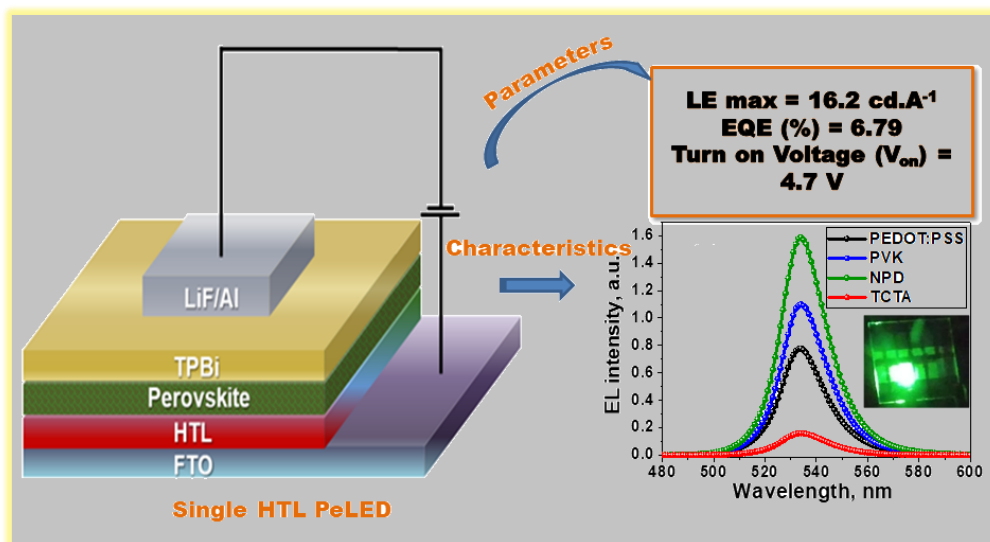 Parameters
LE max = 16.2 cd.A⁻¹
EQE (%) = 6.79
Turn on Voltage (Vₒₙ) =
4.7 V
Characteristics
LiF/Al
TPBi
Perovskite
HTL
FTO
Single HTL PeLED
PEDOT:PSS
PVK
NPD
TCTA
EL intensity, a.u.
1.6
1.4
1.2
1.0
0.8
0.6
0.4
0.2
0.0
480 500 520 540 560 580 600
Wavelength, nm